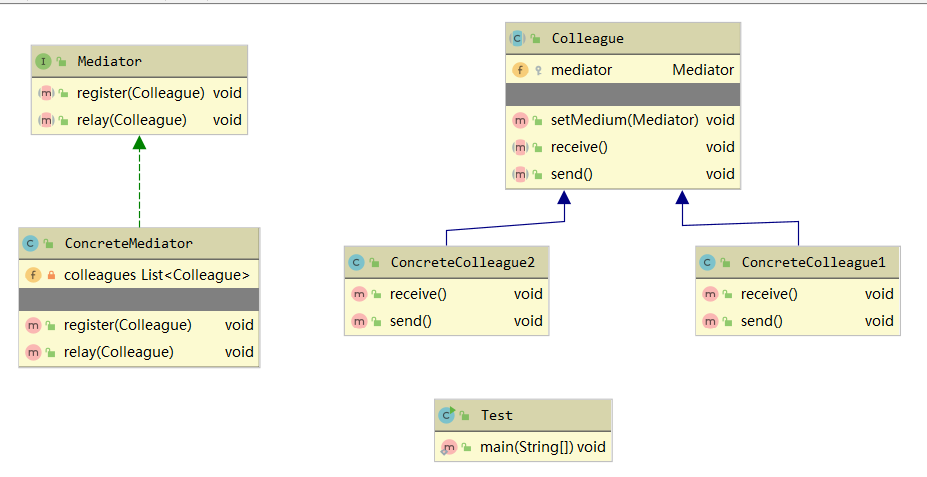 Mediator
register(Colleague) void
relay(Colleague) void
Colleague
mediator Mediator
setMedium(Mediator) void
receive() void
send() void
ConcreteMediator
colleagues List<Colleague>
register(Colleague) void
relay(Colleague) void
ConcreteColleague2
receive() void
send() void
ConcreteColleague1
receive() void
send() void
Test
main(String[]) void